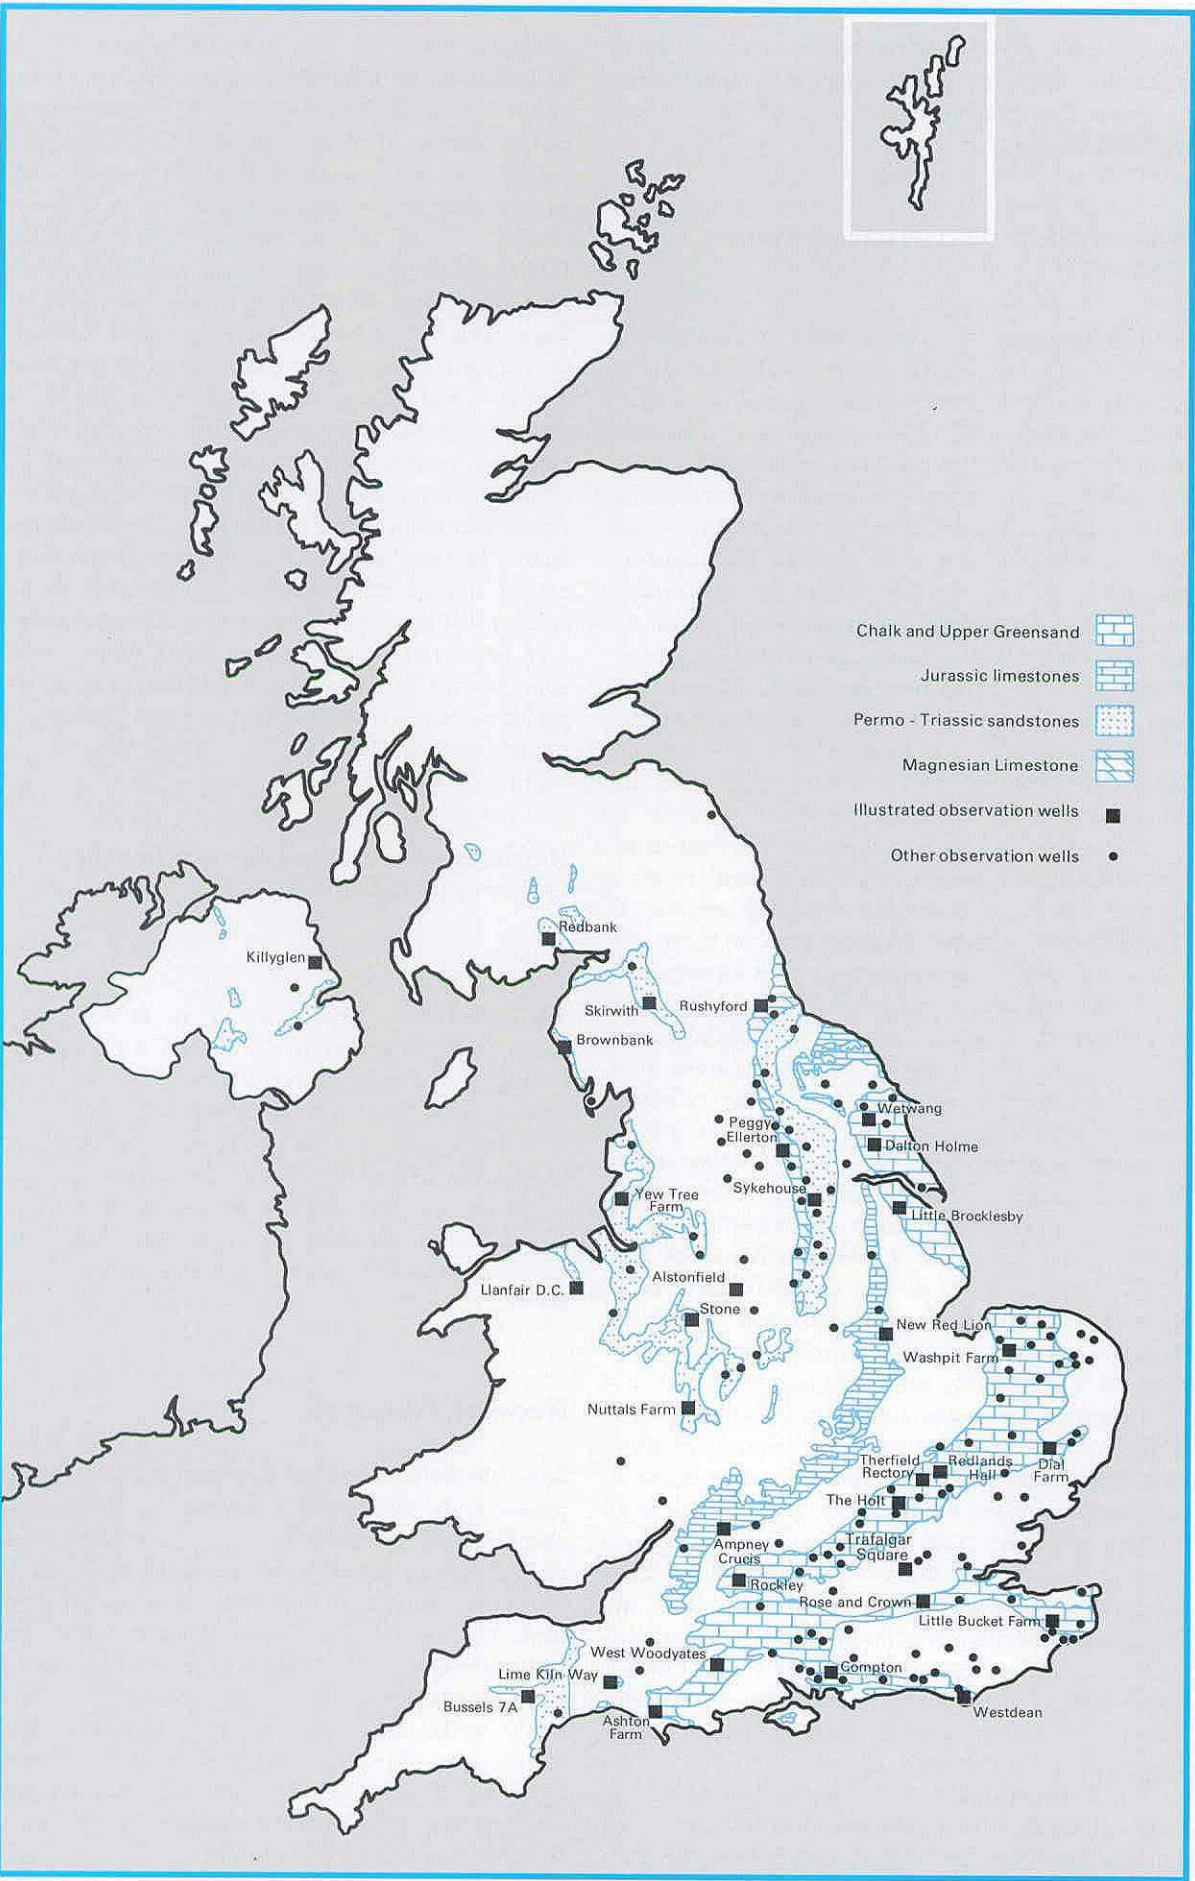 Chalk and Upper Greensand
Jurassic limestones
Permo - Triassic sandstones
Magnesian Limestone
Illustrated observation wells
Other observation wells
Redbank
Killyglen
Skirwith
Rushyford
Brownbank
Wetwang
Peggy
Ellerton
Dalton Holme
Sykehouse
Yew Tree
Farm
Little Brocklesby
Alstonfield
Llanfair D.C.
Stone
New Red Lion
Washpit Farm
Nuttals Farm
Therfield
Rectory
Redlands
Hall
Dial
Farm
The Holt
Ampney
Crucis
Trafalgar
Square
Rockley
Rose and Crown
Little Bucket Farm
West Woodyates
Lime Kiln Way
Compton
Bussels 7A
Ashton
Farm
Westdean